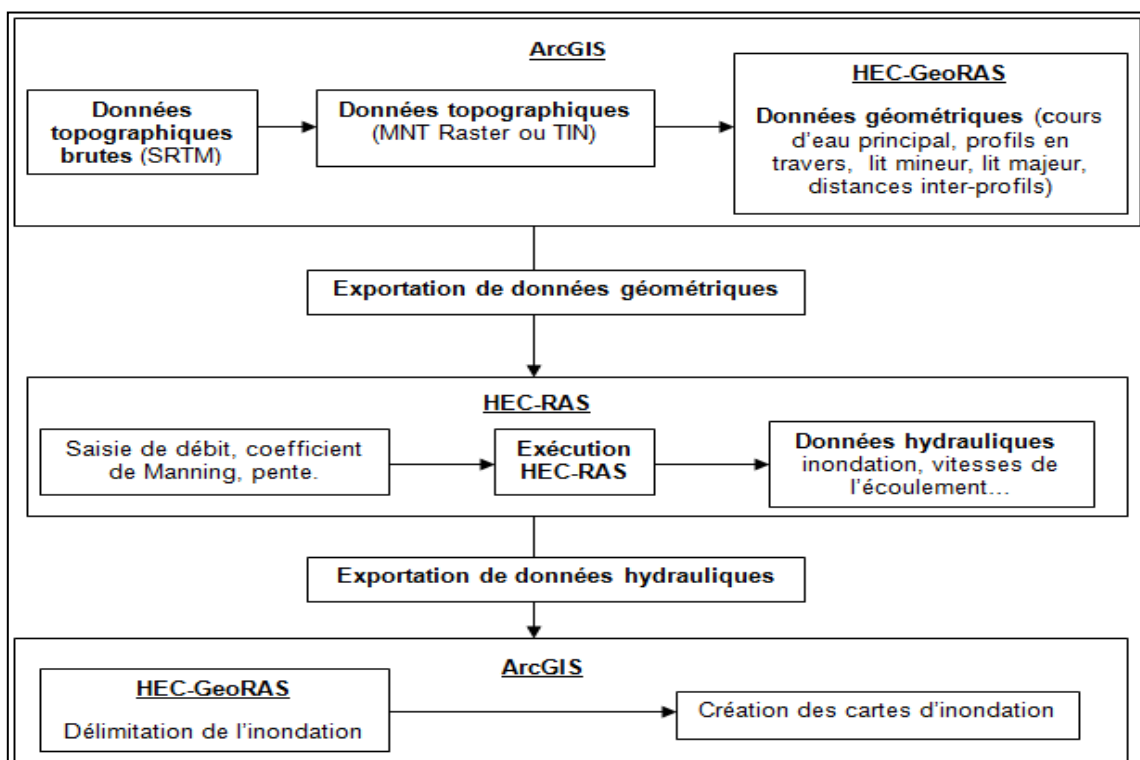 ArcGIS
Données
topographiques
brutes (SRTM)
Données topographiques
(MNT Raster ou TIN)
HEC-GeoRAS
Données géométriques (cours
d’eau principal, profils en
travers, lit mineur, lit majeur,
distances inter-profils)
Exportation de données géométriques
HEC-RAS
Saisie de débit, coefficient
de Manning, pente.
Exécution
HEC-RAS
Données hydrauliques
inondation, vitesses de
l’écoulement…
Exportation de données hydrauliques
ArcGIS
HEC-GeoRAS
Délimitation de l’inondation
Création des cartes d’inondation